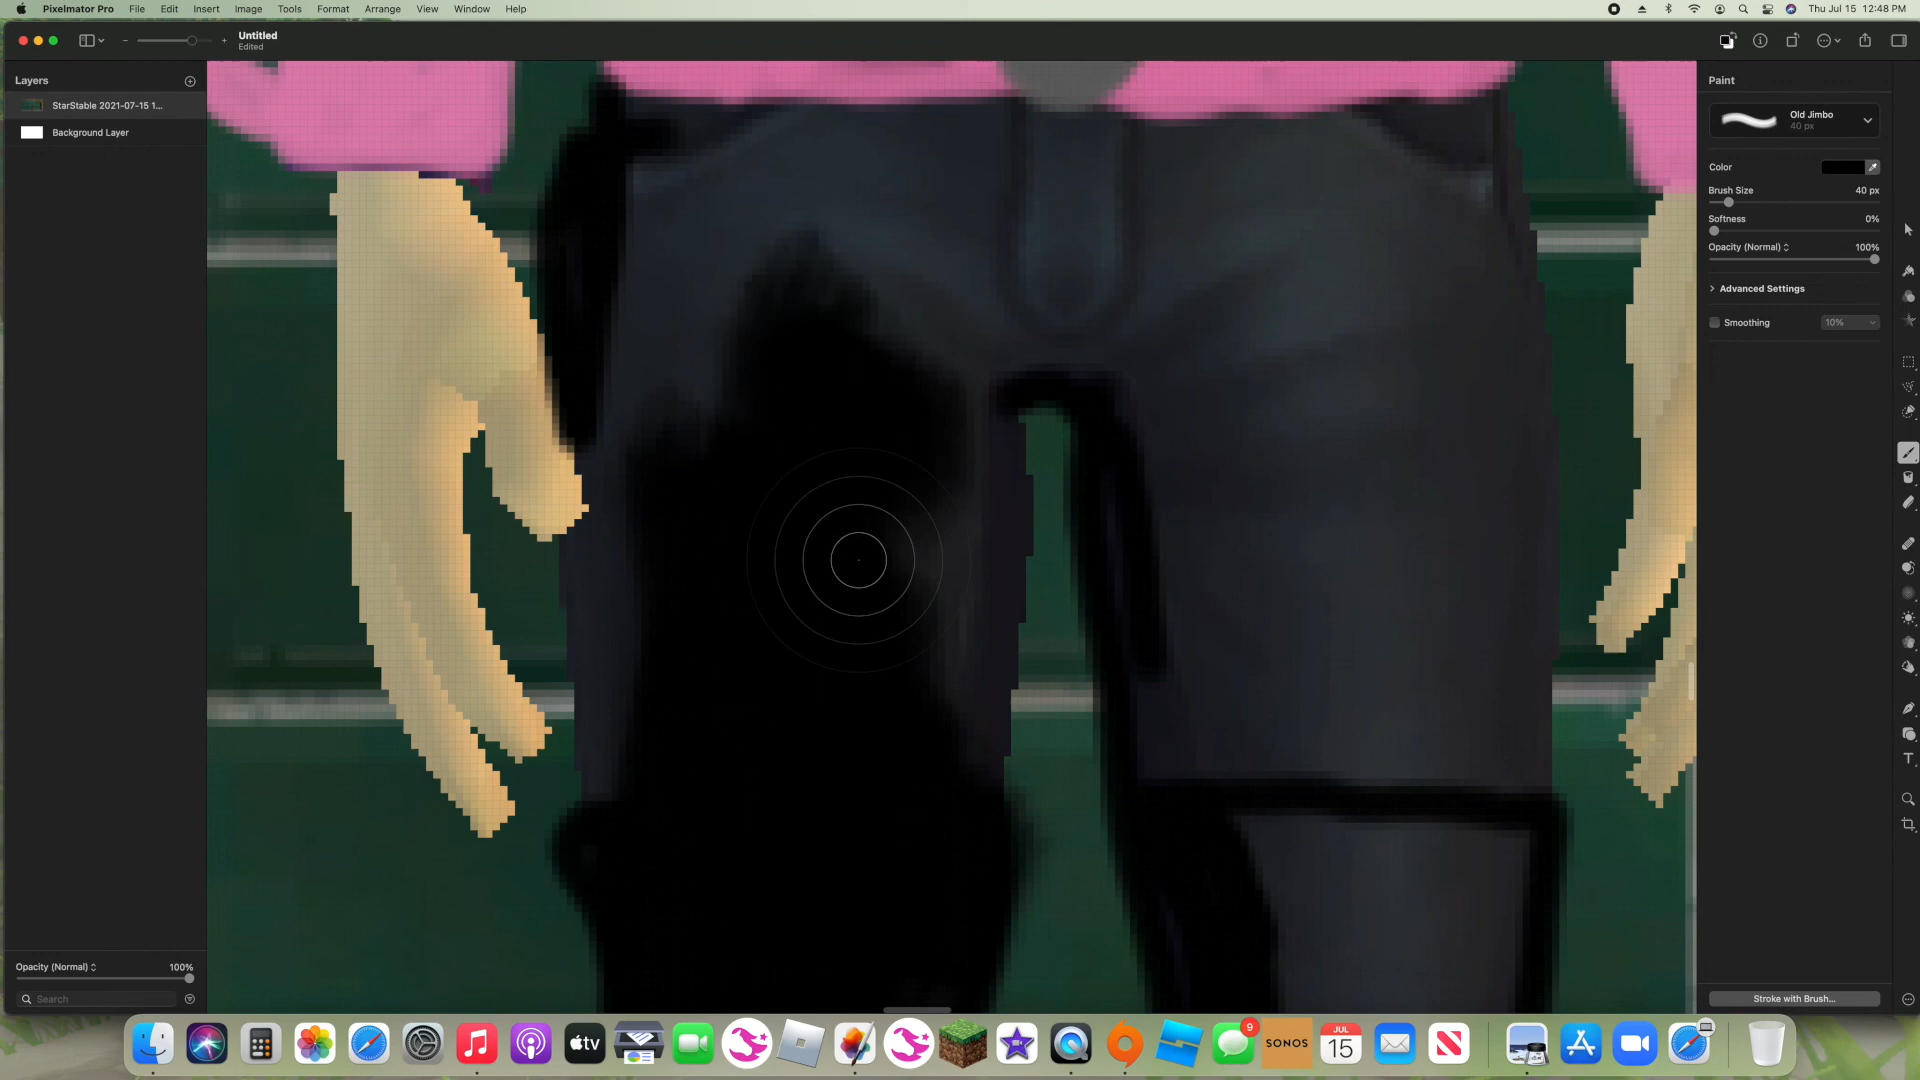 Pixelmator Pro File Edit Insert Image Tools Format Arrange View Window Help
Thu Jul 15 12:48 PM
Untitled
Edited
Layers
StarStable 2021-07-15 1...
Background Layer
Opacity (Normal) 100%
Search
Paint
Old Jimbo
40 px
Color
Brush Size 40 px
Softness 0%
Opacity (Normal) 100%
Advanced Settings
Smoothing 10%
Stroke with Brush...
tv
9
SONOS
JUL
15